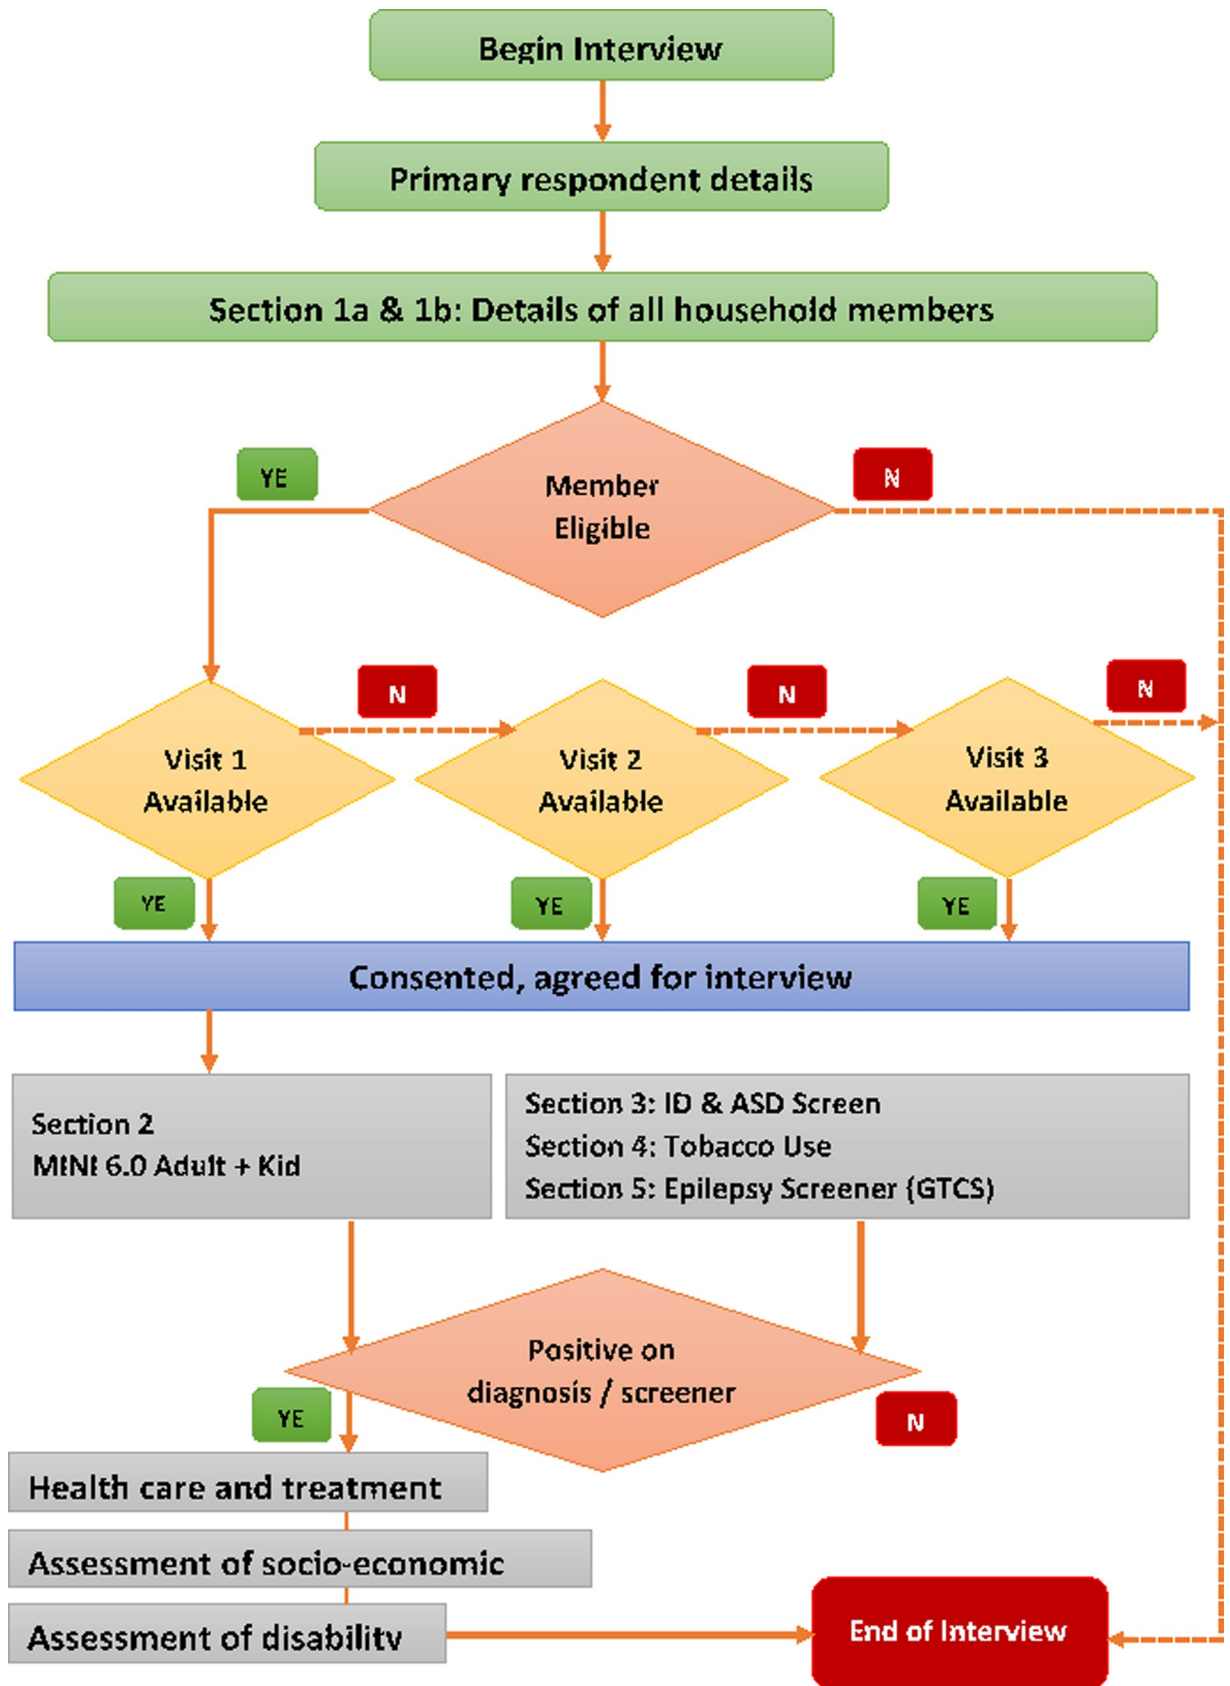 Begin Interview
Primary respondent details
Section 1a & 1b: Details of all household members
YE
Member
Eligible
N
N
N
N
Visit 1
Available
Visit 2
Available
Visit 3
Available
YE
YE
YE
Consented, agreed for interview
Section 2
MINI 6.0 Adult + Kid
Section 3: ID & ASD Screen
Section 4: Tobacco Use
Section 5: Epilepsy Screener (GTCS)
Positive on
diagnosis / screener
YE
N
Health care and treatment
Assessment of socio-economic
Assessment of disability
End of Interview